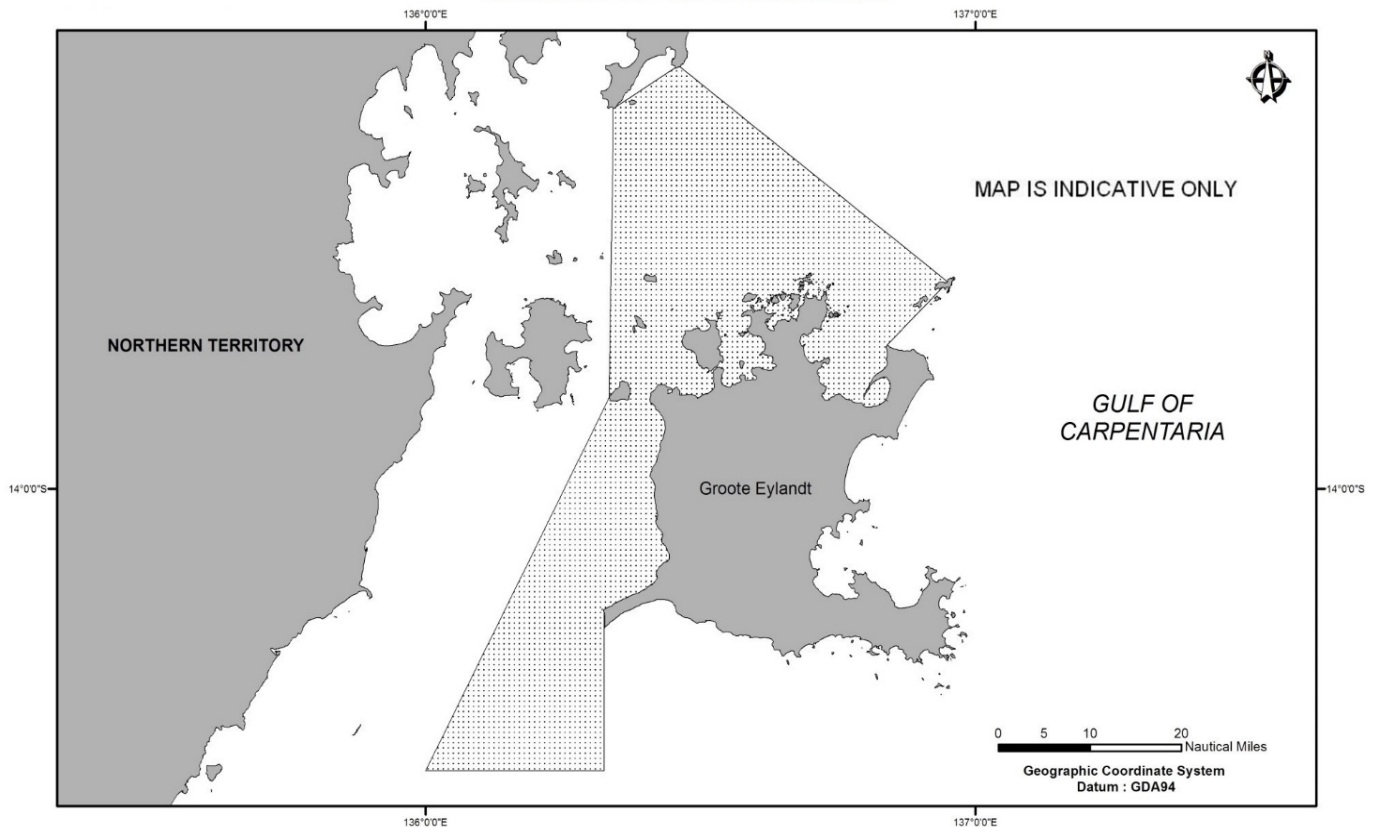 136°0'0"E
137°0'0"E
MAP IS INDICATIVE ONLY
NORTHERN TERRITORY
GULF OF
CARPENTARIA
14°0'0"S
Groote Eylandt
14°0'0"S
0 5 10 20
Nautical Miles
Geographic Coordinate System
Datum : GDA94
136°0'0"E
137°0'0"E